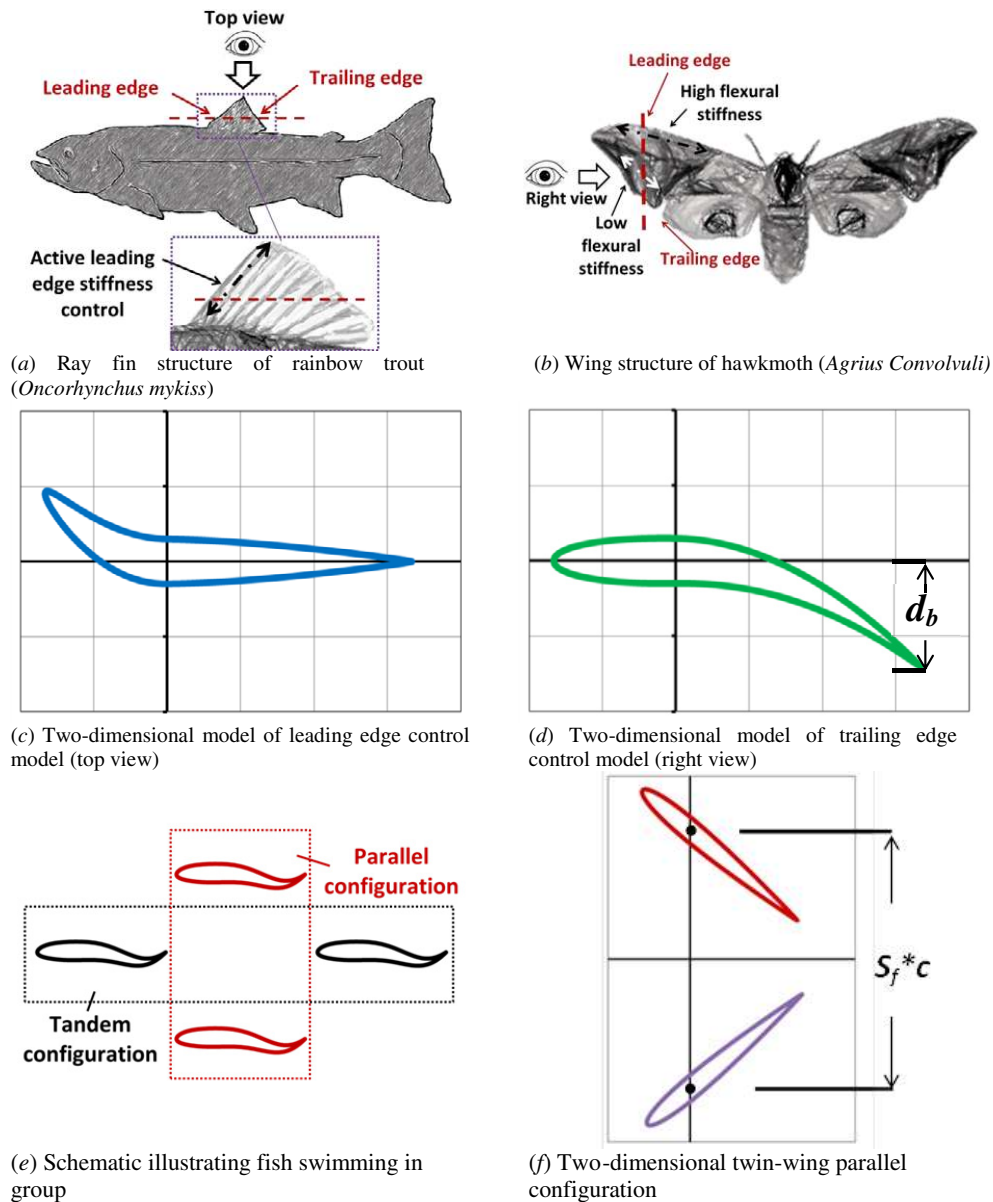 Top view
Leading edge
Trailing edge
Active leading
edge stiffness
control
(a) Ray fin structure of rainbow trout
(Oncorhynchus mykiss)
Leading edge
High flexural
stiffness
Right view
Low
flexural
stiffness
Trailing edge
(b) Wing structure of hawkmoth (Agrius Convolvuli)
(c) Two-dimensional model of leading edge control
model (top view)
d_b
(d) Two-dimensional model of trailing edge
control model (right view)
Parallel
configuration
Tandem
configuration
(e) Schematic illustrating fish swimming in
group
S_f*c
(f) Two-dimensional twin-wing parallel
configuration